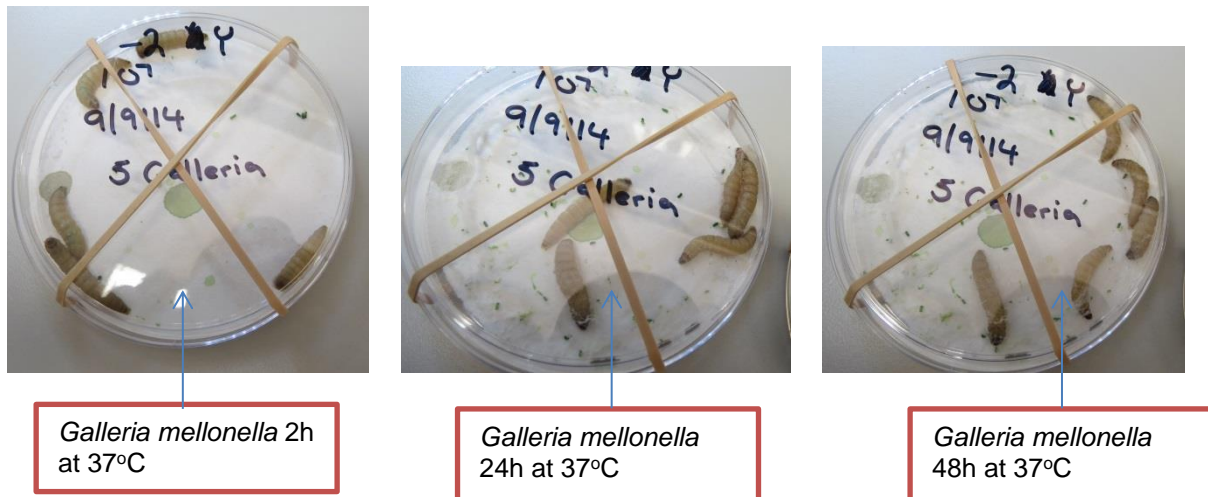 -2 Y
107
9/9/14
5 Galleria
107
Y
9/9/14
5 Galleria
-2 Y
107
9/9/14
5 Galleria
Galleria mellonella 2h
at 37°C
Galleria mellonella
24h at 37°C
Galleria mellonella
48h at 37°C